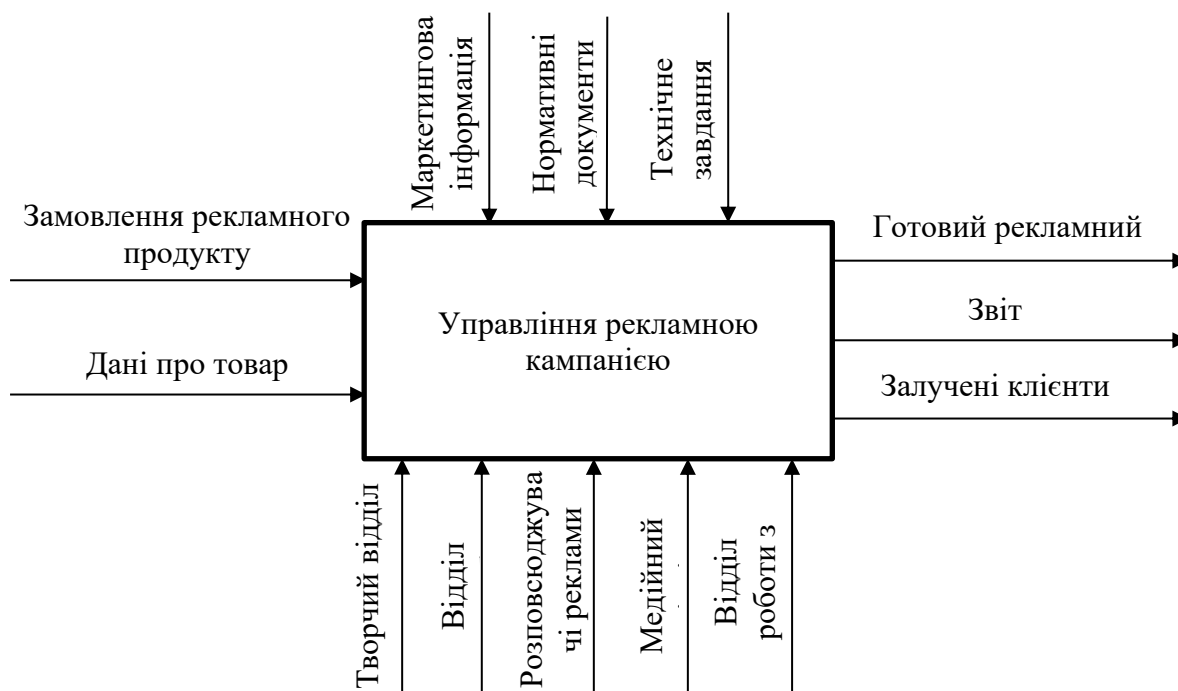 Маркетингова
інформація
Нормативні
документи
Технічне
завдання
Замовлення рекламного
продукту
Дані про товар
Управління рекламною
кампанією
Готовий рекламний
Звіт
Залучені клієнти
Творчий відділ
Відділ
Розповсюджува
чі реклами
Медійний
Відділ
роботи з